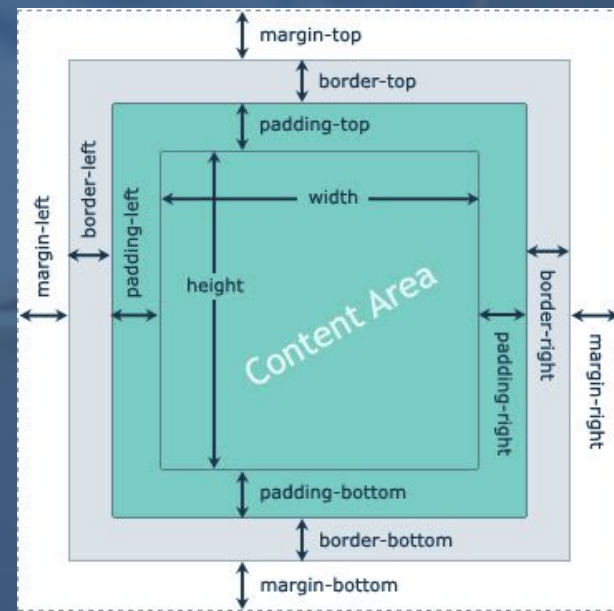 margin-top
border-top
padding-top
width
height
Content Area
margin-left
border-left
padding-left
padding-right
border-right
margin-right
padding-bottom
border-bottom
margin-bottom